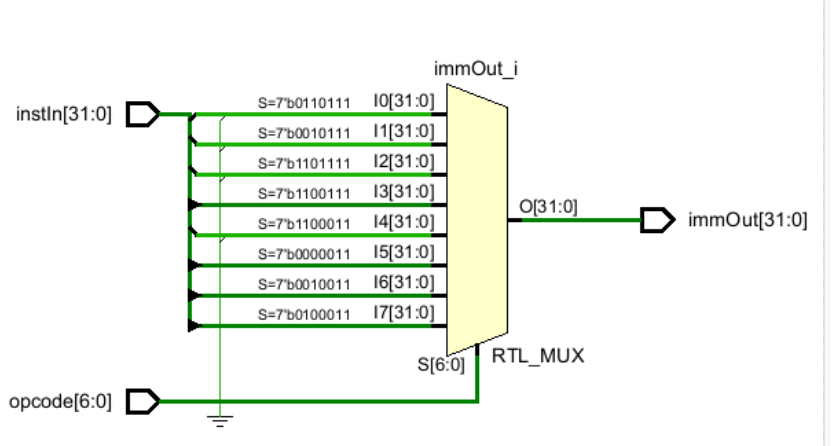 immOut_i
instIn[31:0]
S=7'b0110111 I0[31:0]
S=7'b0010111 I1[31:0]
S=7'b1101111 I2[31:0]
S=7'b1100111 I3[31:0]
S=7'b1100011 I4[31:0]
S=7'b0000011 I5[31:0]
S=7'b0010011 I6[31:0]
S=7'b0100011 I7[31:0]
O[31:0]
immOut[31:0]
S[6:0]
RTL_MUX
opcode[6:0]